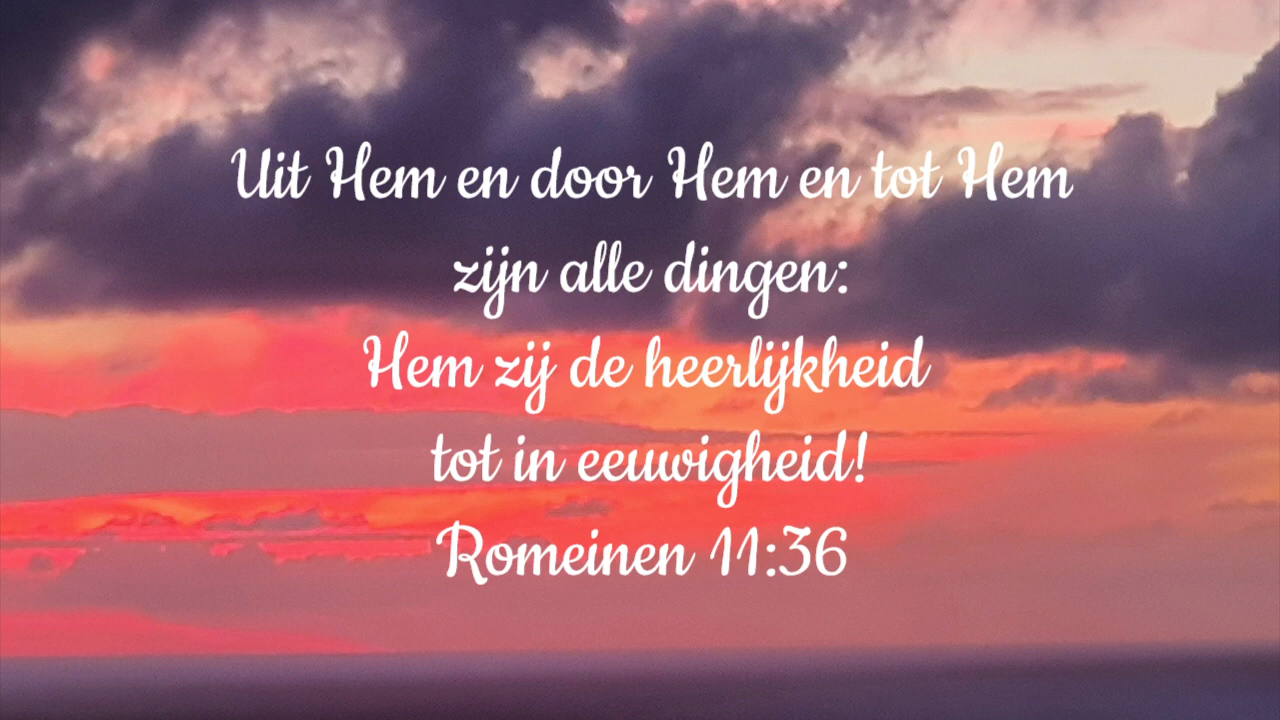 Uit Hem en door Hem en tot Hem
zijn alle dingen:
Hem zij de heerlijkheid
tot in eeuwigheid!
Romeinen 11:36